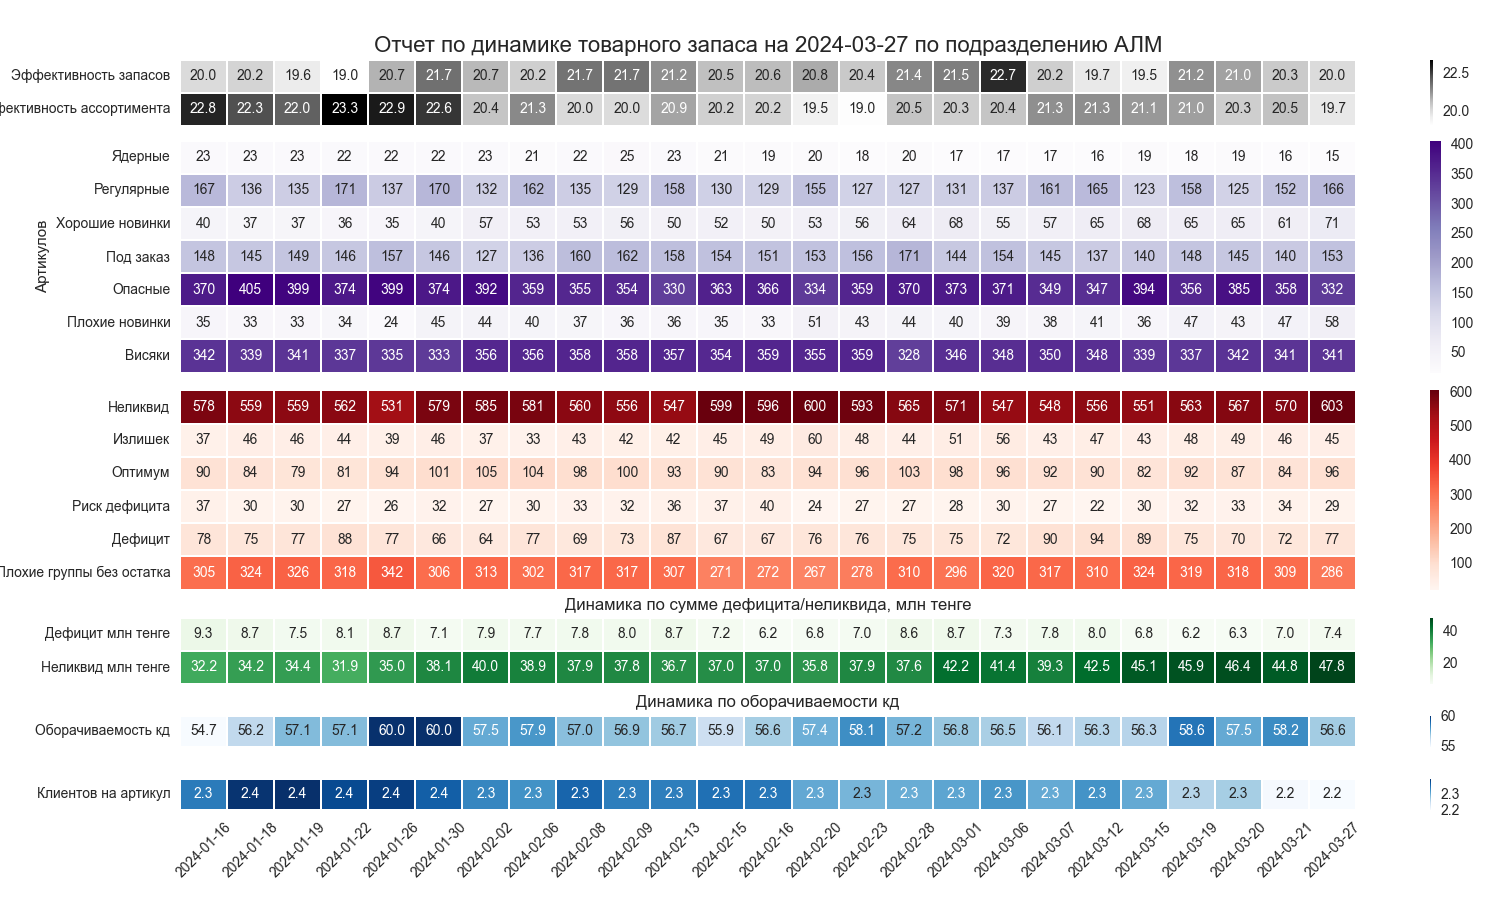 Отчет по динамике товарного запаса на 2024-03-27 по подразделению АЛМ
Эффективность запасов 20.0 20.2 19.6 19.0 20.7 21.7 20.7 20.2 21.7 21.7 21.2 20.5 20.6 20.8 20.4 21.4 21.5 22.7 20.2 19.7 19.5 21.2 21.0 20.3 20.0
фективность ассортимента 22.8 22.3 22.0 23.3 22.9 22.6 20.4 21.3 20.0 20.0 20.9 20.2 20.2 19.5 19.0 20.5 20.3 20.4 21.3 21.3 21.1 21.0 20.3 20.5 19.7
22.5
20.0
Артикулов
Ядерные 23 23 23 22 22 22 23 21 22 25 23 21 19 20 18 20 17 17 17 16 19 18 19 16 15
Регулярные 167 136 135 171 137 170 132 162 135 129 158 130 129 155 127 127 131 137 161 165 123 158 125 152 166
Хорошие новинки 40 37 37 36 35 40 57 53 53 56 50 52 50 53 56 64 68 55 57 65 68 65 65 61 71
Под заказ 148 145 149 146 157 146 127 136 160 162 158 154 151 153 156 171 144 154 145 137 140 148 145 140 153
Опасные 370 405 399 374 399 374 392 359 355 354 330 363 366 334 359 370 373 371 349 347 394 356 385 358 332
Плохие новинки 35 33 33 34 24 45 44 40 37 36 36 35 33 51 43 44 40 39 38 41 36 47 43 47 58
Висяки 342 339 341 337 335 333 356 356 358 358 357 354 359 355 359 328 346 348 350 348 339 337 342 341 341
400
350
300
250
200
150
100
50
Неликвид 578 559 559 562 531 579 585 581 560 556 547 599 596 600 593 565 571 547 548 556 551 563 567 570 603
Излишек 37 46 46 44 39 46 37 33 43 42 42 45 49 60 48 44 51 56 43 47 43 48 49 46 45
Оптимум 90 84 79 81 94 101 105 104 98 100 93 90 83 94 96 103 98 96 92 90 82 92 87 84 96
Риск дефицита 37 30 30 27 26 32 27 30 33 32 36 37 40 24 27 27 28 30 27 22 30 32 33 34 29
Дефицит 78 75 77 88 77 66 64 77 69 73 87 67 67 76 76 75 75 72 90 94 89 75 70 72 77
Плохие группы без остатка 305 324 326 318 342 306 313 302 317 317 307 271 272 267 278 310 296 320 317 310 324 319 318 309 286
600
500
400
300
200
100
Динамика по сумме дефицита/неликвида, млн тенге
Дефицит млн тенге 9.3 8.7 7.5 8.1 8.7 7.1 7.9 7.7 7.8 8.0 8.7 7.2 6.2 6.8 7.0 8.6 8.7 7.3 7.8 8.0 6.8 6.2 6.3 7.0 7.4
Неликвид млн тенге 32.2 34.2 34.4 31.9 35.0 38.1 40.0 38.9 37.9 37.8 36.7 37.0 37.0 35.8 37.9 37.6 42.2 41.4 39.3 42.5 45.1 45.9 46.4 44.8 47.8
40
20
Динамика по оборачиваемости кд
Оборачиваемость кд 54.7 56.2 57.1 57.1 60.0 60.0 57.5 57.9 57.0 56.9 56.7 55.9 56.6 57.4 58.1 57.2 56.8 56.5 56.1 56.3 56.3 58.6 57.5 58.2 56.6
60
55
Клиентов на артикул 2.3 2.4 2.4 2.4 2.4 2.4 2.3 2.3 2.3 2.3 2.3 2.3 2.3 2.3 2.3 2.3 2.3 2.3 2.3 2.3 2.3 2.3 2.3 2.2 2.2
2.3
2.2
2024-01-16 2024-01-18 2024-01-19 2024-01-22 2024-01-26 2024-01-30 2024-02-02 2024-02-06 2024-02-08 2024-02-09 2024-02-13 2024-02-15 2024-02-16 2024-02-20 2024-02-23 2024-02-28 2024-03-01 2024-03-06 2024-03-07 2024-03-12 2024-03-15 2024-03-19 2024-03-20 2024-03-21 2024-03-27